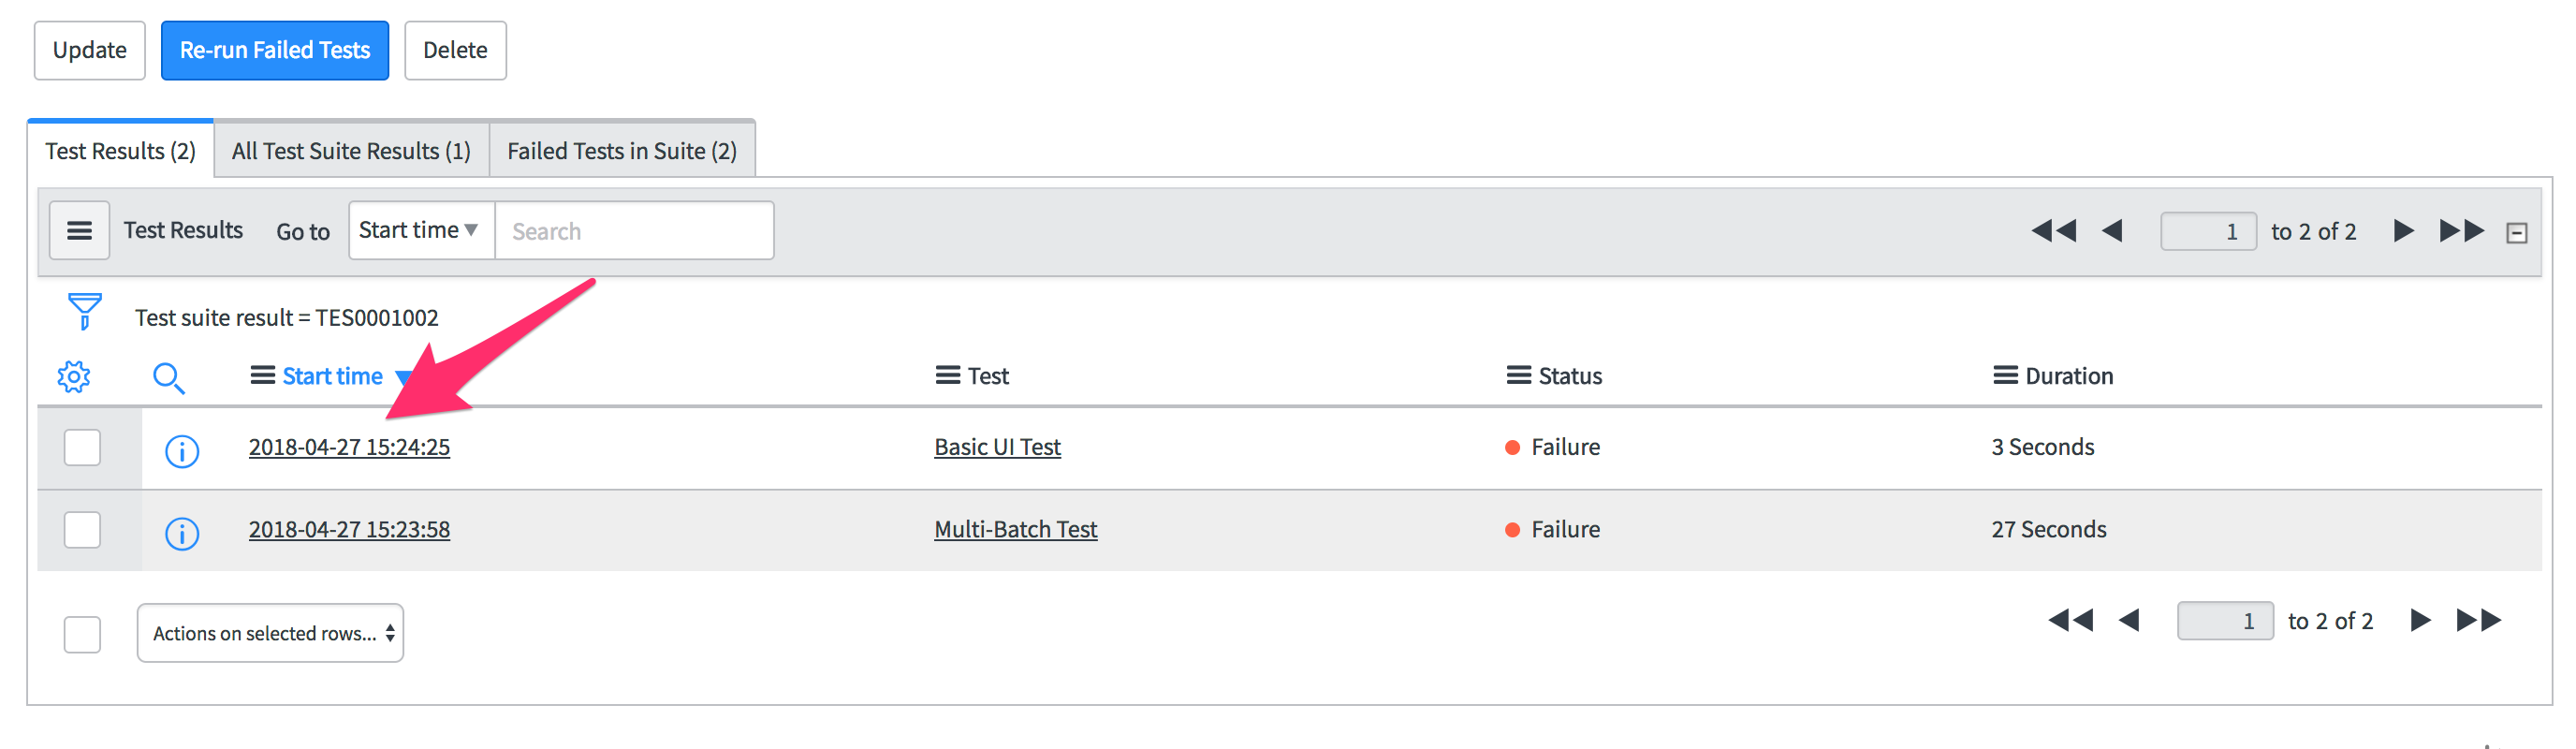 Update Re-run Failed Tests Delete
Test Results (2) All Test Suite Results (1) Failed Tests in Suite (2)
Test Results Go to Start time Search 1 to 2 of 2
Test suite result = TES0001002
Start time Test Status Duration
2018-04-27 15:24:25 Basic UI Test Failure 3 Seconds
2018-04-27 15:23:58 Multi-Batch Test Failure 27 Seconds
Actions on selected rows... 1 to 2 of 2